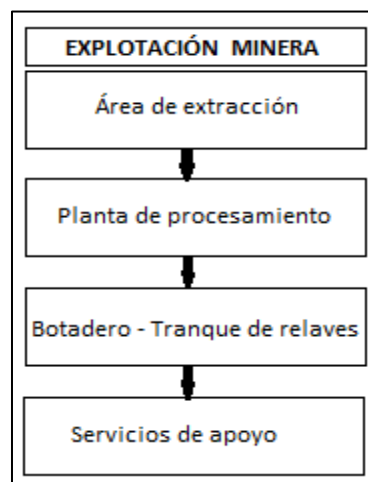 EXPLOTACIÓN MINERA
Área de extracción
Planta de procesamiento
Botadero - Tranque de relaves
Servicios de apoyo